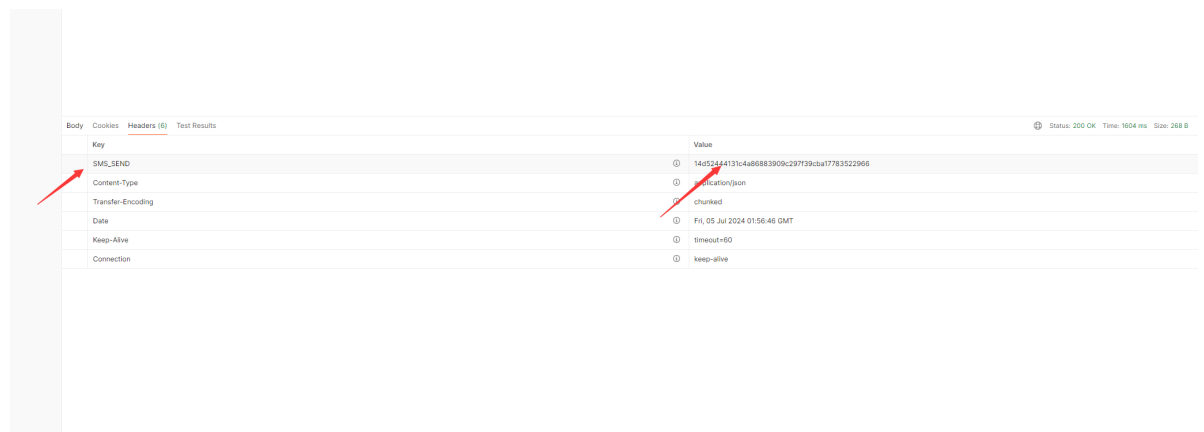 Body Cookies Headers (6) Test Results Status: 200 OK Time: 1604 ms Size: 268 B
Key Value
SMS_SEND 14d52444131c4a86883909c297f39cba17783522966
Content-Type application/json
Transfer-Encoding chunked
Date Fri, 05 Jul 2024 01:56:46 GMT
Keep-Alive timeout=60
Connection keep-alive